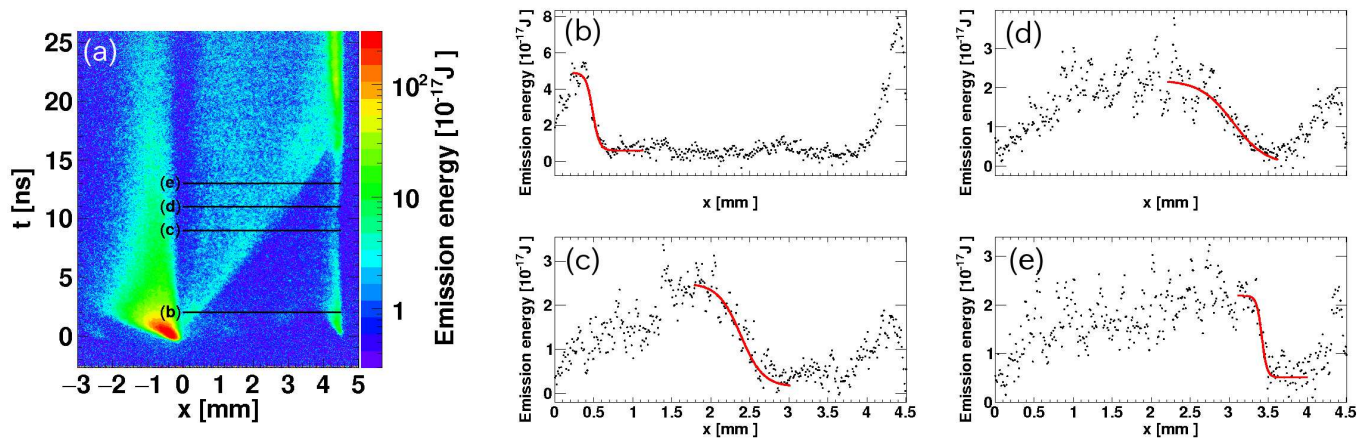 (a)
25
20
15
10
5
0
t [ns]
(e)
(d)
(c)
(b)
−3 −2 −1 0 1 2 3 4 5
x [mm]
10²
10
1
Emission energy [10⁻¹⁷J]
(b)
Emission energy [10⁻¹⁷J]
8
6
4
2
0
x [mm ]
(d)
Emission energy [10⁻¹⁷J]
3
2
1
0
x [mm ]
(c)
Emission energy [10⁻¹⁷J]
3
2
1
0
0 0.5 1 1.5 2 2.5 3 3.5 4 4.5
x [mm ]
(e)
Emission energy [10⁻¹⁷J]
3
2
1
0
0 0.5 1 1.5 2 2.5 3 3.5 4 4.5
x [mm ]